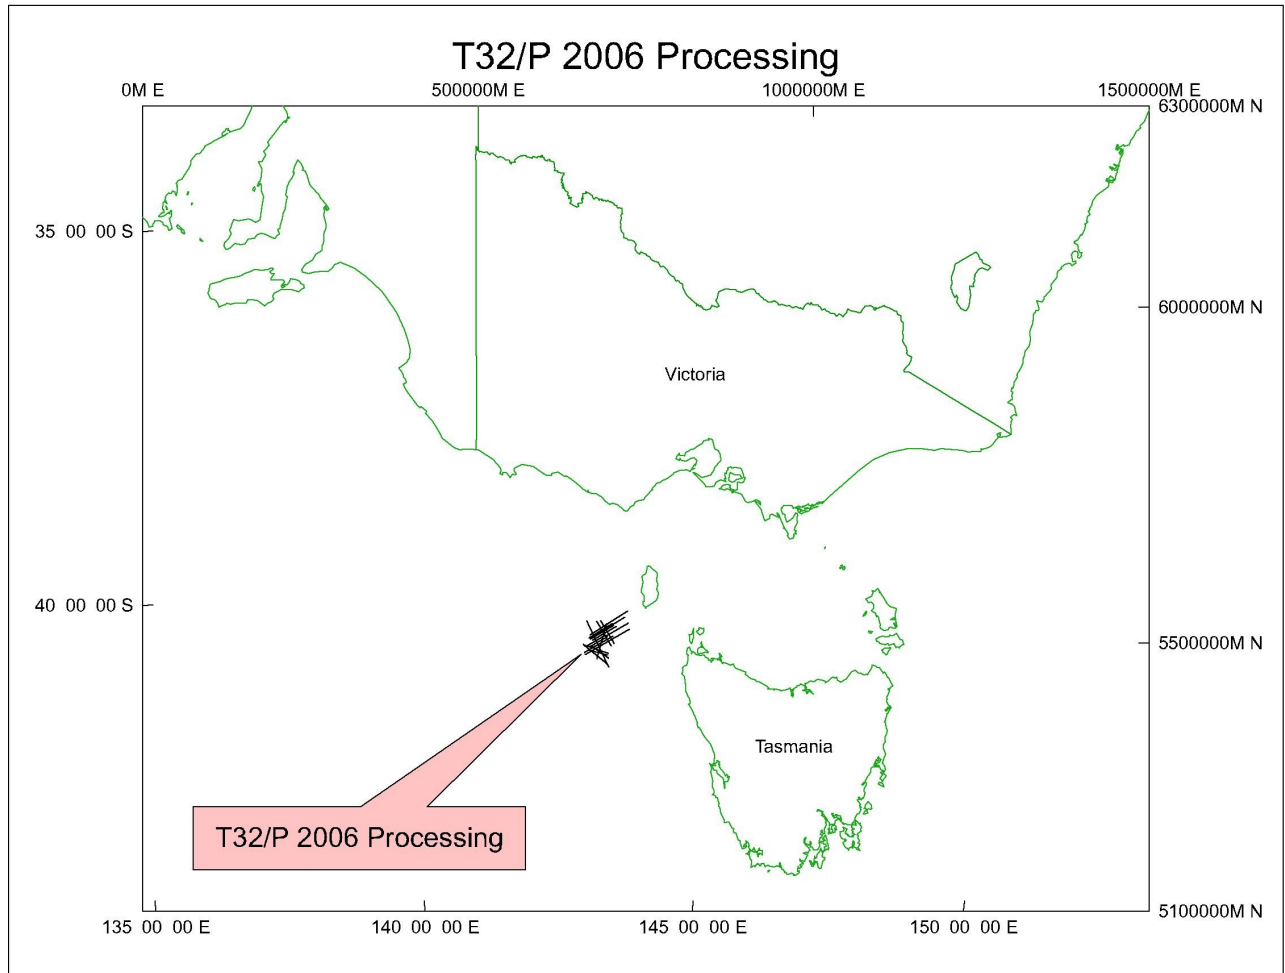 T32/P 2006 Processing
0M E 500000M E 1000000M E 1500000M E
6300000M N
35 00 00 S
6000000M N
Victoria
40 00 00 S
5500000M N
Tasmania
T32/P 2006 Processing
5100000M N
135 00 00 E 140 00 00 E 145 00 00 E 150 00 00 E